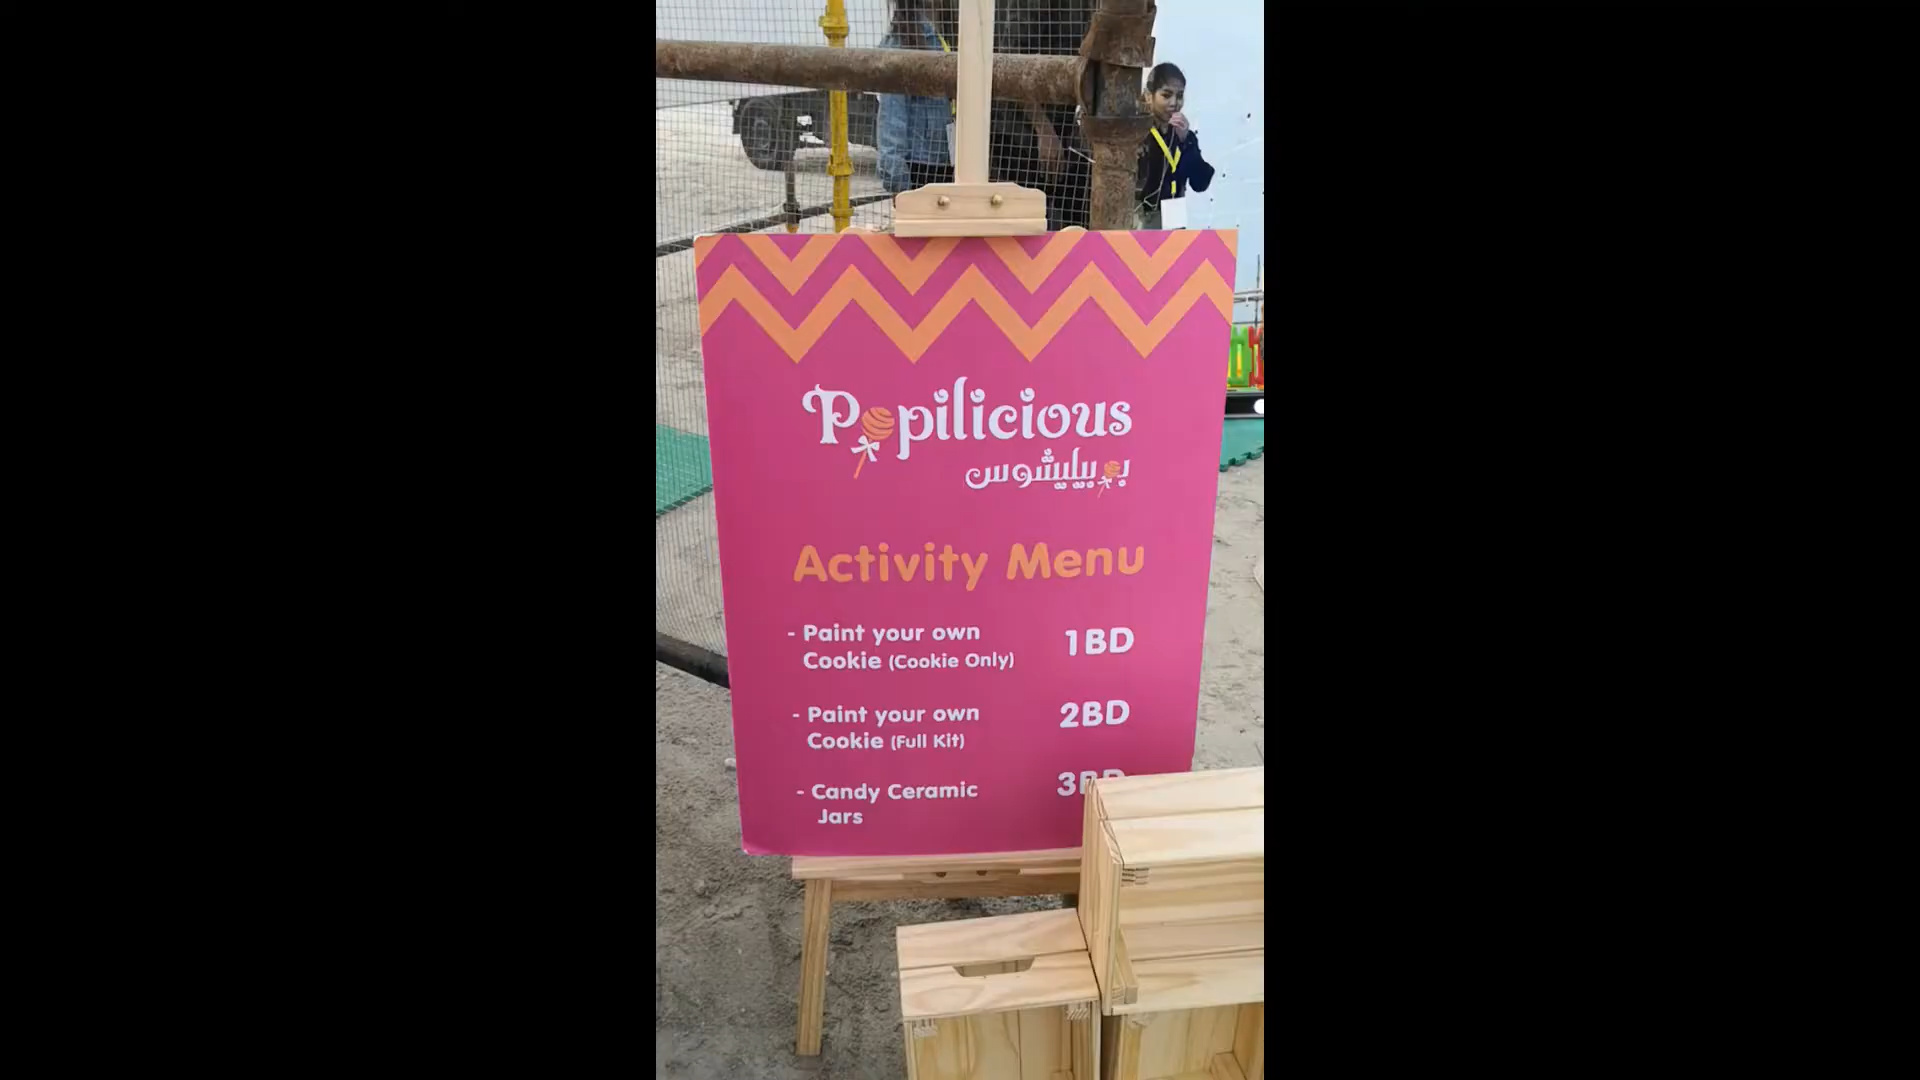 Popilicious
بوبيليشوس
Activity Menu
- Paint your own 1BD
Cookie (Cookie Only)
- Paint your own 2BD
Cookie (Full Kit)
- Candy Ceramic 3BD
Jars